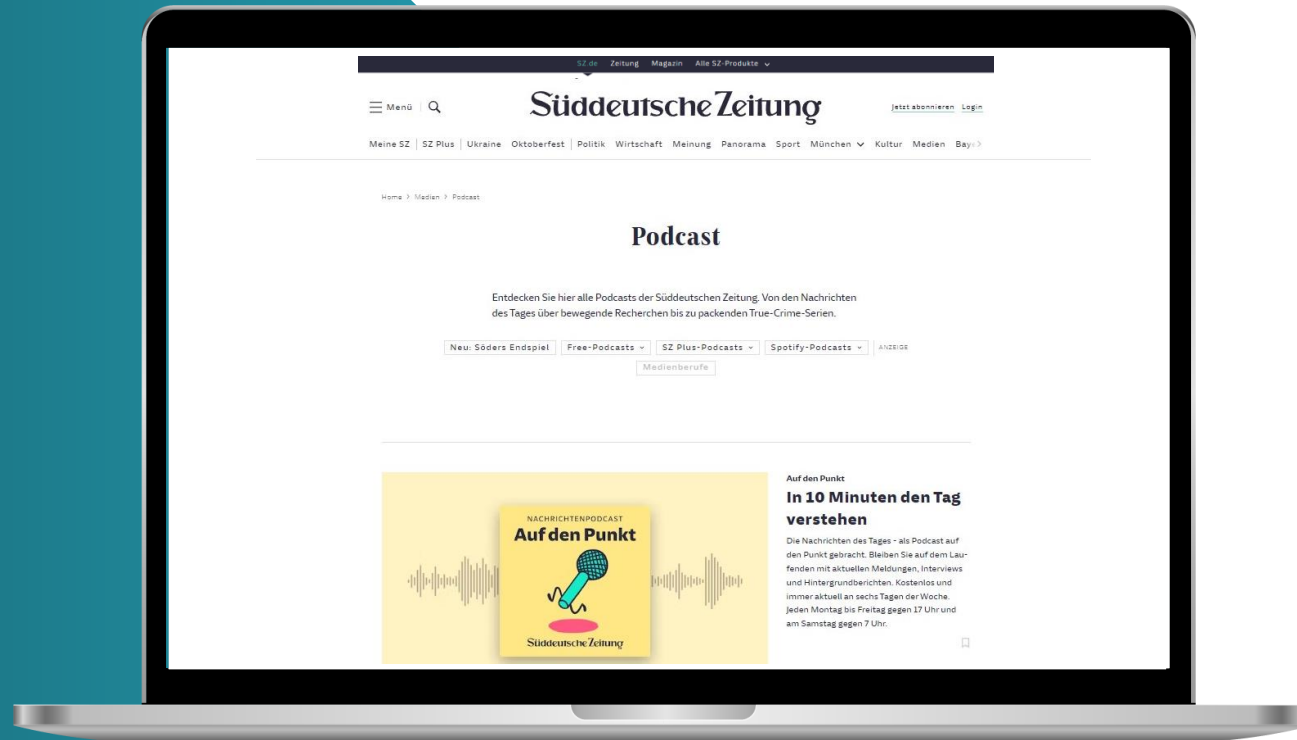 SZ.de Zeitung Magazin Alle SZ-Produkte
Menü
Süddeutsche Zeitung
Jetzt abonnieren Login
Meine SZ SZ Plus Ukraine Oktoberfest Politik Wirtschaft Meinung Panorama Sport München Kultur Medien Baye
Home > Medien > Podcast
Podcast
Entdecken Sie hier alle Podcasts der Süddeutschen Zeitung. Von den Nachrichten
des Tages über bewegende Recherchen bis zu packenden True-Crime-Serien.
Neu: Söders Endspiel Free-Podcasts SZ Plus-Podcasts Spotify-Podcasts ANZEIGE
Medienberufe
NACHRICHTENPODCAST
Auf den Punkt
Süddeutsche Zeitung
Auf den Punkt
In 10 Minuten den Tag
verstehen
Die Nachrichten des Tages - als Podcast auf
den Punkt gebracht. Bleiben Sie auf dem Lau-
fenden mit aktuellen Meldungen, Interviews
und Hintergrundberichten. Kostenlos und
immer aktuell an sechs Tagen der Woche.
Jeden Montag bis Freitag gegen 17 Uhr und
am Samstag gegen 7 Uhr.